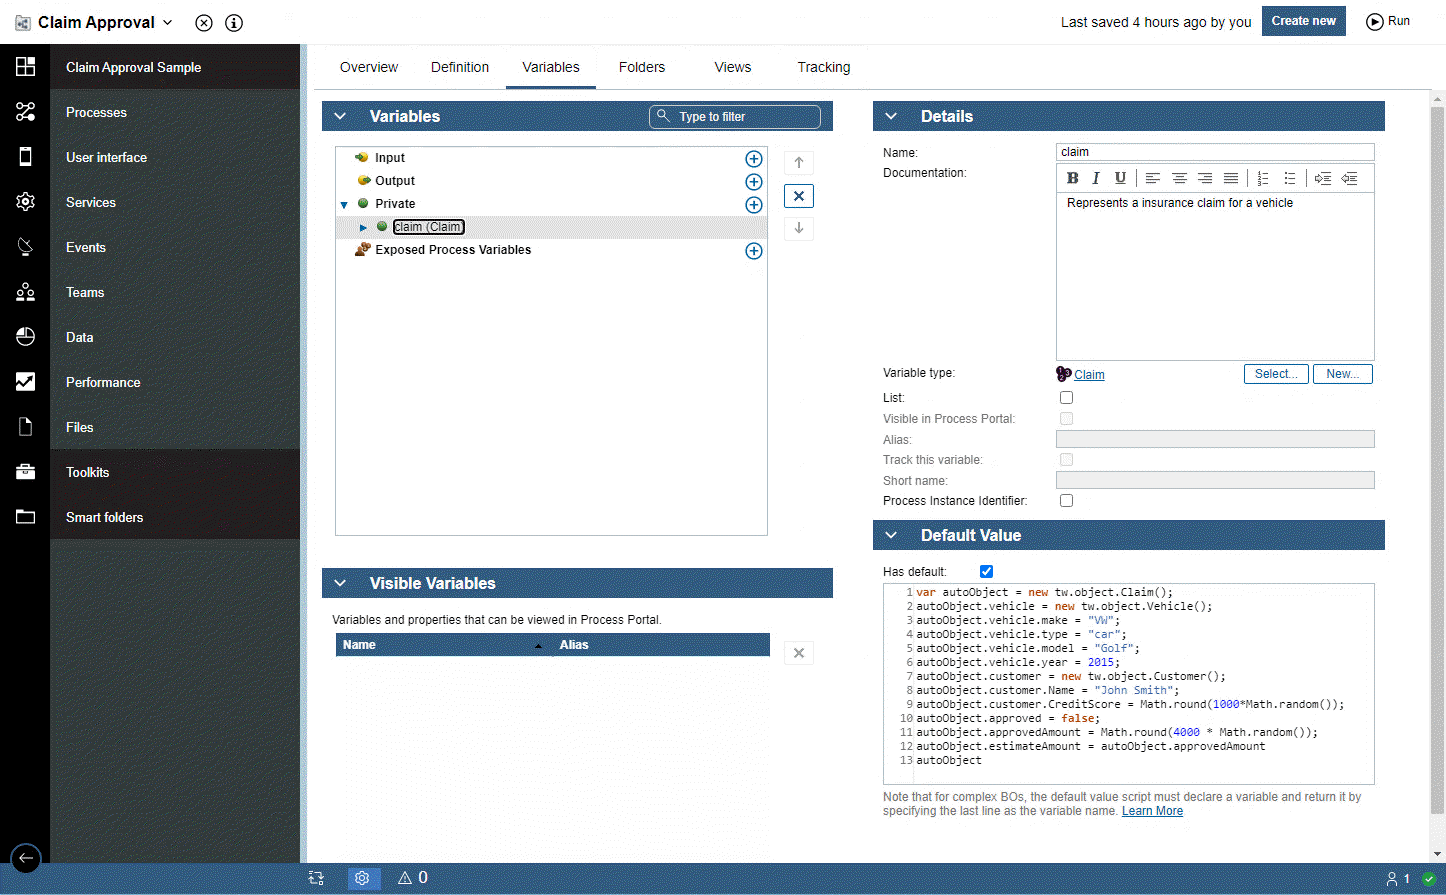 Claim Approval
Last saved 4 hours ago by you
Create new
Run
Claim Approval Sample
Processes
User interface
Services
Events
Teams
Data
Performance
Files
Toolkits
Smart folders
Overview
Definition
Variables
Folders
Views
Tracking
Variables
Type to filter
Input
Output
Private
claim (Claim)
Exposed Process Variables
Visible Variables
Variables and properties that can be viewed in Process Portal.
Name
Alias
Details
Name:
claim
Documentation:
B I U
Represents a insurance claim for a vehicle
Variable type:
Claim
Select...
New...
List:
Visible in Process Portal:
Alias:
Track this variable:
Short name:
Process Instance Identifier:
Default Value
Has default:
1 var autoObject = new tw.object.Claim();
2 autoObject.vehicle = new tw.object.Vehicle();
3 autoObject.vehicle.make = "VW";
4 autoObject.vehicle.type = "car";
5 autoObject.vehicle.model = "Golf";
6 autoObject.vehicle.year = 2015;
7 autoObject.customer = new tw.object.Customer();
8 autoObject.customer.Name = "John Smith";
9 autoObject.customer.CreditScore = Math.round(1000*Math.random());
10 autoObject.approved = false;
11 autoObject.approvedAmount = Math.round(4000 * Math.random());
12 autoObject.estimateAmount = autoObject.approvedAmount
13 autoObject
Note that for complex BOs, the default value script must declare a variable and return it by
specifying the last line as the variable name. Learn More
0
1